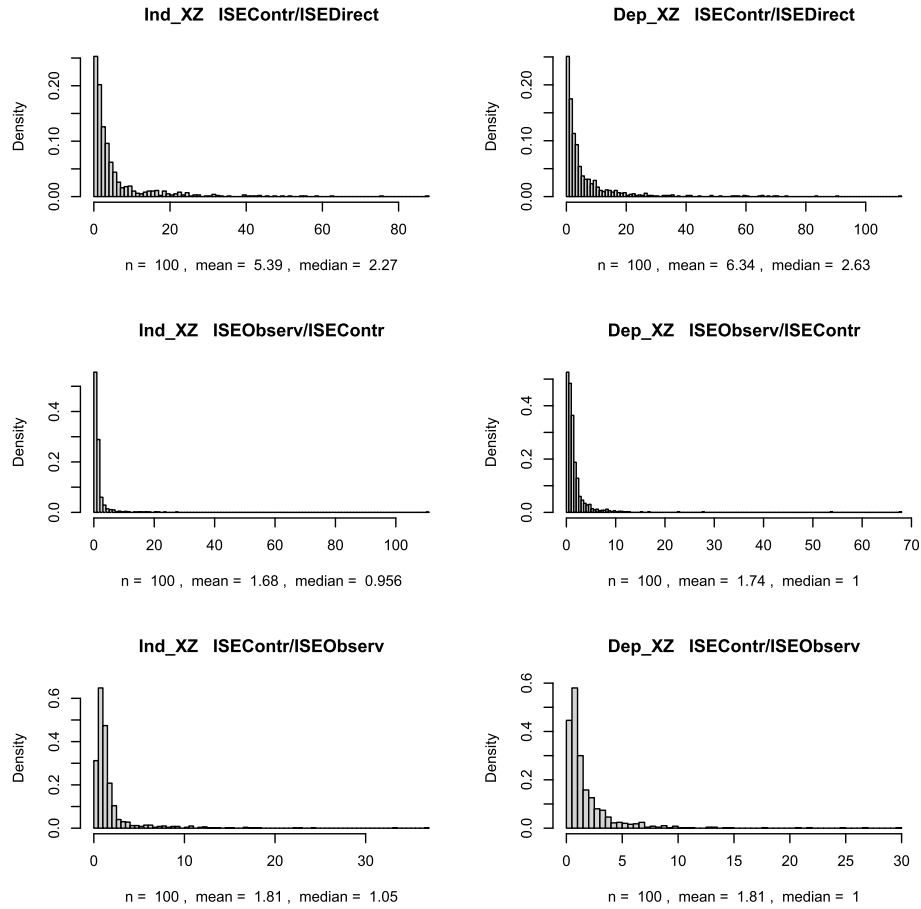 Ind_XZ ISEContr/ISEDirect
Density
0.00 0.10 0.20
0 20 40 60 80
n = 100 , mean = 5.39 , median = 2.27
Dep_XZ ISEContr/ISEDirect
Density
0.00 0.10 0.20
0 20 40 60 80 100
n = 100 , mean = 6.34 , median = 2.63
Ind_XZ ISEObserv/ISEContr
Density
0.0 0.2 0.4
0 20 40 60 80 100
n = 100 , mean = 1.68 , median = 0.956
Dep_XZ ISEObserv/ISEContr
Density
0.0 0.2 0.4
0 10 20 30 40 50 60 70
n = 100 , mean = 1.74 , median = 1
Ind_XZ ISEContr/ISEObserv
Density
0.0 0.2 0.4 0.6
0 10 20 30
n = 100 , mean = 1.81 , median = 1.05
Dep_XZ ISEContr/ISEObserv
Density
0.0 0.2 0.4 0.6
0 5 10 15 20 25 30
n = 100 , mean = 1.81 , median = 1